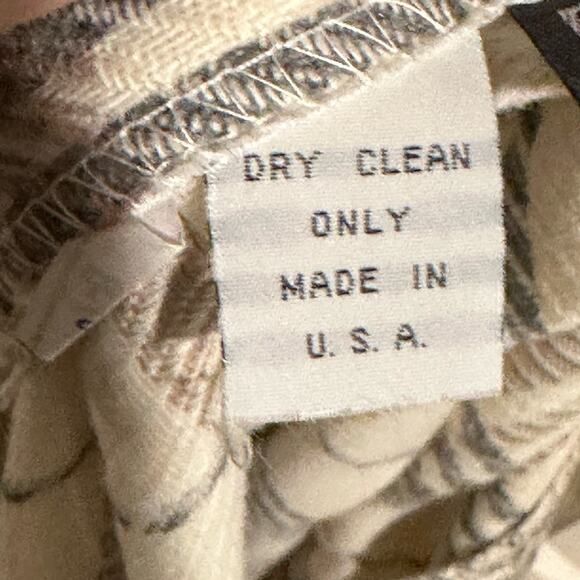 DRY CLEAN
ONLY
MADE IN
U. S. A.